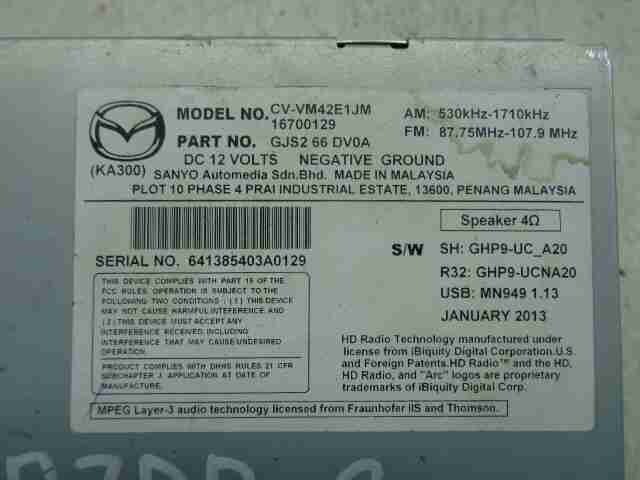 MODEL NO. CV-VM42E1JM
16700129
AM: 530kHz-1710kHz
PART NO. GJS2 66 DV0A
FM: 87.75MHz-107.9 MHz
(KA300)
DC 12 VOLTS NEGATIVE GROUND
SANYO Automedia Sdn.Bhd. MADE IN MALAYSIA
PLOT 10 PHASE 4 PRAI INDUSTRIAL ESTATE, 13600, PENANG MALAYSIA
SERIAL NO. 641385403A0129
Speaker 4Ω
S/W SH: GHP9-UC_A20
R32: GHP9-UCNA20
USB: MN949 1.13
JANUARY 2013
THIS DEVICE COMPLIES WITH PART 15 OF THE
FCC RULES. OPERATION IS SUBJECT TO THE
FOLLOWING TWO CONDITIONS : (1) THIS DEVICE
MAY NOT CAUSE HARMFUL INTEFERENCE AND
(2) THIS DEVICE MUST ACCEPT ANY
INTERFERENCE RECEIVED, INCLUDING
INTERFERENCE THAT MAY CAUSE UNDESIRED
OPERATION.
PRODUCT COMPLIES WITH DHHS RULES 21 CFR
SUBCHAPTER J. APPLICATION AT DATE OF
MANUFACTURE.
HD Radio Technology manufactured under
license from iBiquity Digital Corporation.U.S.
and Foreign Patents.HD Radio™ and the HD,
HD Radio, and "Arc" logos are proprietary
trademarks of iBiquity Digital Corp.
MPEG Layer-3 audio technology licensed from Fraunhofer IIS and Thomson.